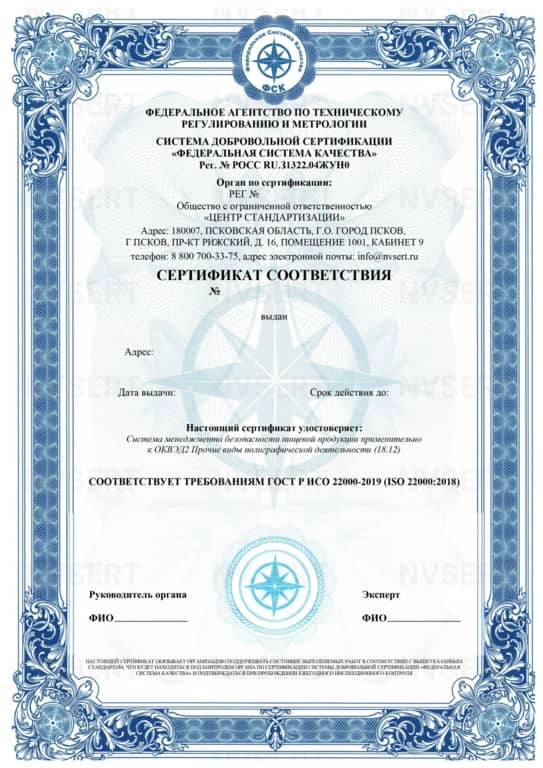 Федеральная Система Качества
ФСК
ФЕДЕРАЛЬНОЕ АГЕНТСТВО ПО ТЕХНИЧЕСКОМУ
РЕГУЛИРОВАНИЮ И МЕТРОЛОГИИ
СИСТЕМА ДОБРОВОЛЬНОЙ СЕРТИФИКАЦИИ
«ФЕДЕРАЛЬНАЯ СИСТЕМА КАЧЕСТВА»
Рег. № РОСС RU.31322.04ЖУН0
Орган по сертификации:
РЕГ №
Общество с ограниченной ответственностью
«ЦЕНТР СТАНДАРТИЗАЦИИ»
Адрес: 180007, ПСКОВСКАЯ ОБЛАСТЬ, Г.О. ГОРОД ПСКОВ,
Г ПСКОВ, ПР-КТ РИЖСКИЙ, Д. 16, ПОМЕЩЕНИЕ 1001, КАБИНЕТ 9
телефон: 8 800 700-33-75, адрес электронной почты: info@nvsert.ru
СЕРТИФИКАТ СООТВЕТСТВИЯ
№
выдан
Адрес:
Дата выдачи: Срок действия до:
Настоящий сертификат удостоверяет:
Система менеджмента безопасности пищевой продукции применительно
к ОКВЭД2 Прочие виды полиграфической деятельности (18.12)
СООТВЕТСТВУЕТ ТРЕБОВАНИЯМ ГОСТ Р ИСО 22000-2019 (ISO 22000:2018)
Руководитель органа Эксперт
ФИО ФИО
НАСТОЯЩИЙ СЕРТИФИКАТ ОБЯЗЫВАЕТ ОРГАНИЗАЦИЮ ПОДДЕРЖИВАТЬ СОСТОЯНИЕ ВЫПОЛНЯЕМЫХ РАБОТ В СООТВЕТСТВИИ С ВЫШЕУКАЗАННЫМ
СТАНДАРТОМ, ЧТО БУДЕТ НАХОДИТЬСЯ ПОД КОНТРОЛЕМ ОРГАНА ПО СЕРТИФИКАЦИИ СИСТЕМЫ ДОБРОВОЛЬНОЙ СЕРТИФИКАЦИИ «ФЕДЕРАЛЬНАЯ
СИСТЕМА КАЧЕСТВА» И ПОДТВЕРЖДАТЬСЯ ПРИ ПРОХОЖДЕНИИ ЕЖЕГОДНОГО ИНСПЕКЦИОННОГО КОНТРОЛЯ
NVSERT